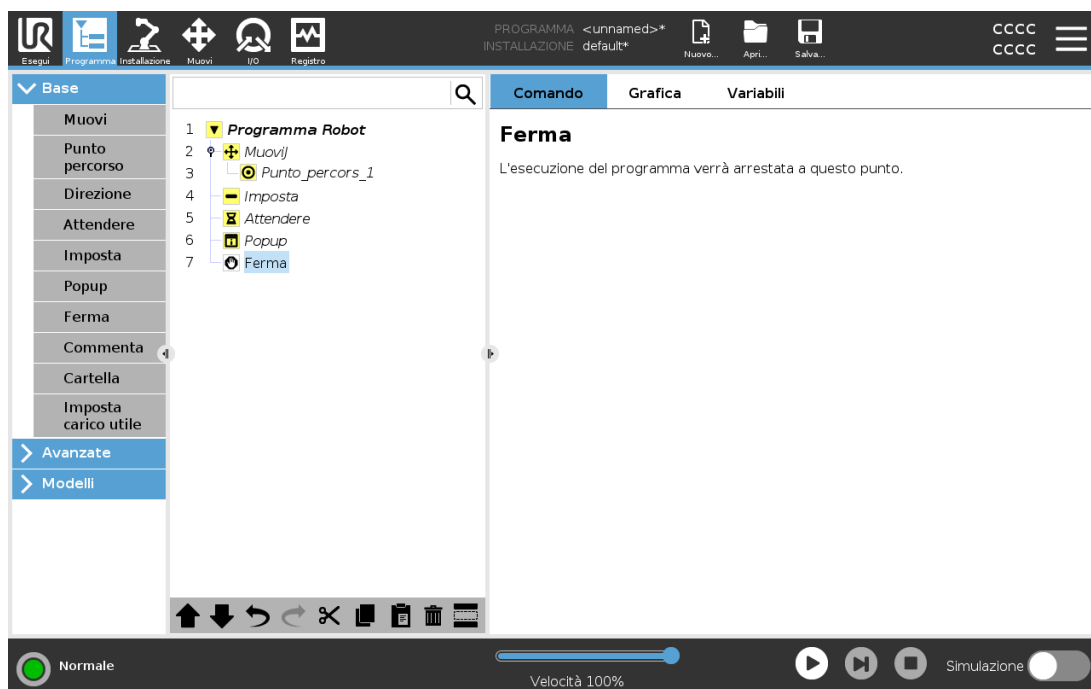 UR
Esegui
Programma
Installazione
Muovi
I/O
Registro
PROGRAMMA <unnamed>*
INSTALLAZIONE default*
Nuovo...
Apri...
Salva...
CCCC
CCCC
Base
Muovi
Punto
percorso
Direzione
Attendere
Imposta
Popup
Ferma
Commenta
Cartella
Imposta
carico utile
Avanzate
Modelli
1 Programma Robot
2 MuoviJ
3 Punto_percors_1
4 Imposta
5 Attendere
6 Popup
7 Ferma
Comando Grafica Variabili
Ferma
L'esecuzione del programma verrà arrestata a questo punto.
Normale
Velocità 100%
Simulazione